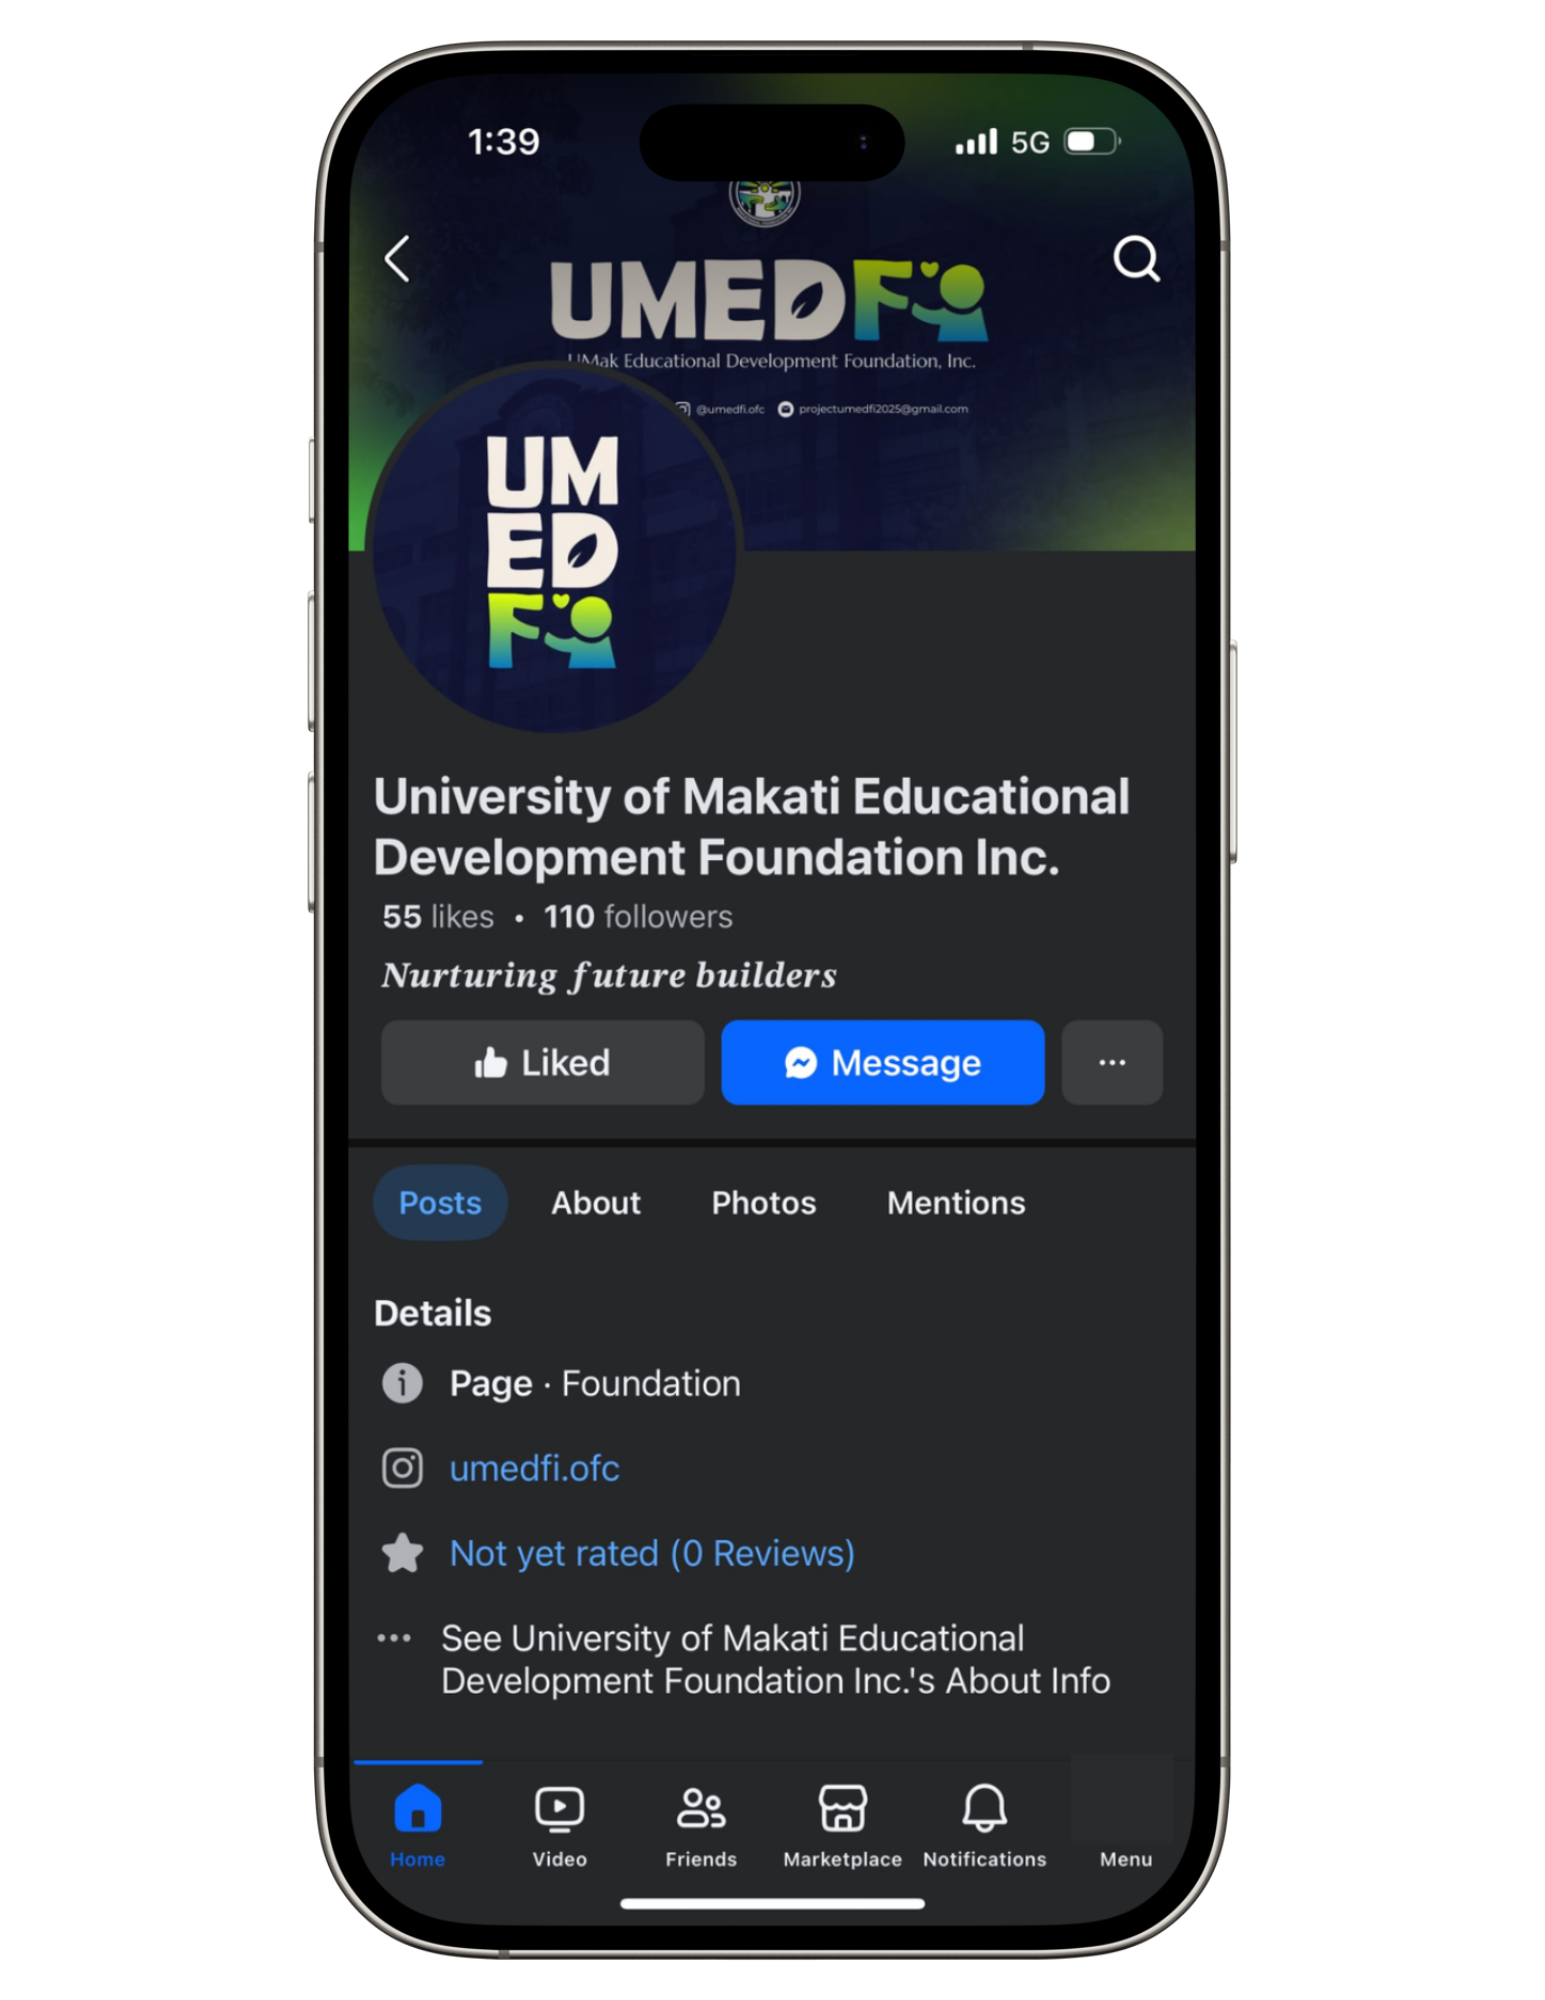 1:39
5G
UMEDFI
UMak Educational Development Foundation, Inc.
@umedfi.ofc projectumedfi2025@gmail.com
UM
ED
FI
University of Makati Educational
Development Foundation Inc.
55 likes • 110 followers
Nurturing future builders
Liked
Message
Posts About Photos Mentions
Details
Page · Foundation
umedfi.ofc
Not yet rated (0 Reviews)
See University of Makati Educational
Development Foundation Inc.'s About Info
Home Video Friends Marketplace Notifications Menu